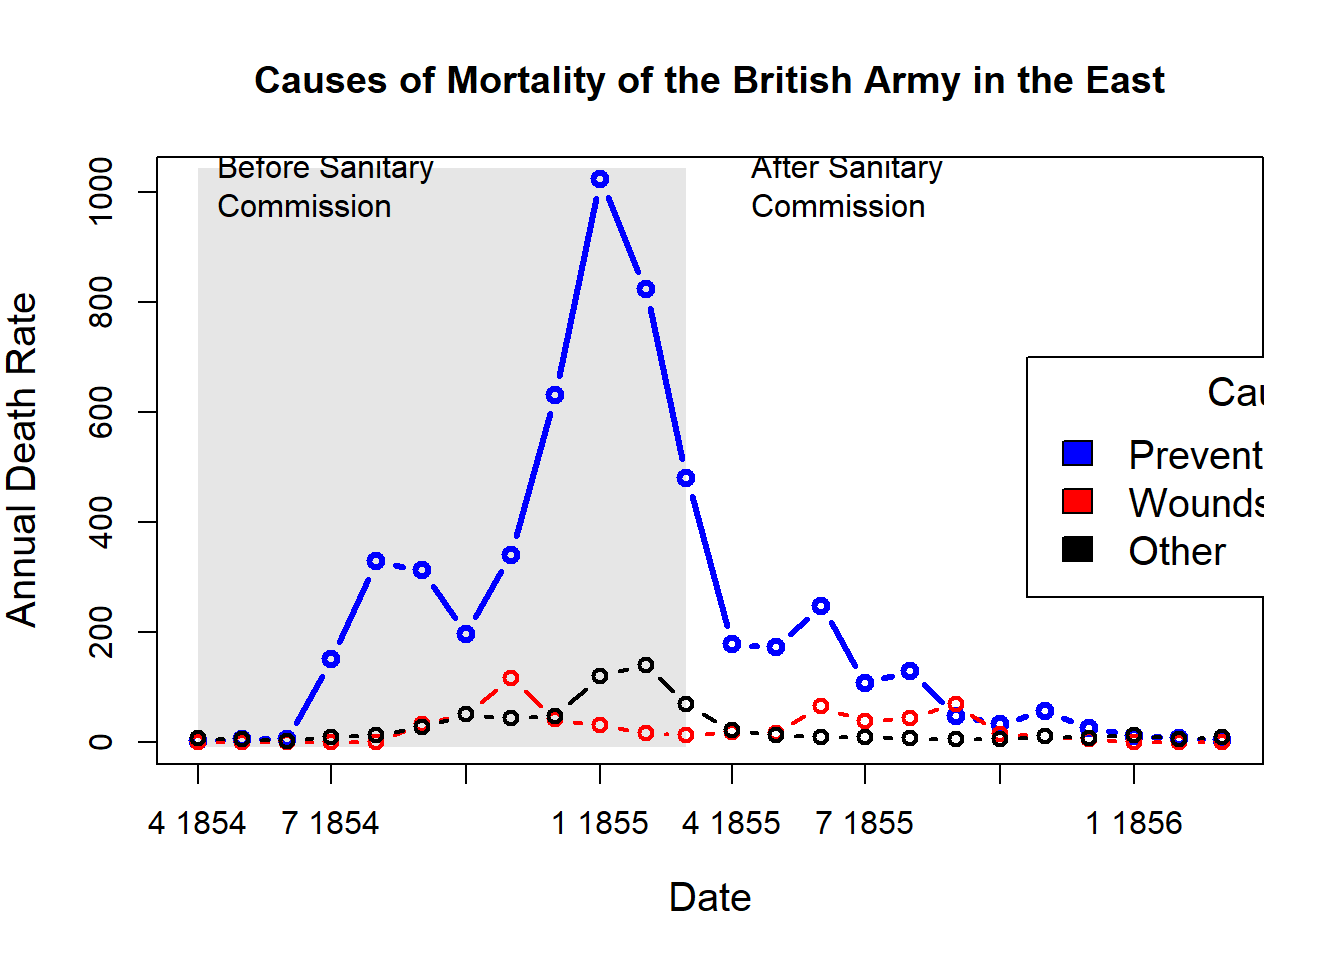 Causes of Mortality of the British Army in the East
Before Sanitary
Commission
After Sanitary
Commission
Annual Death Rate
1000
800
600
400
200
0
Cau
Prevent
Wounds
Other
4 1854
7 1854
1 1855
4 1855
7 1855
1 1856
Date